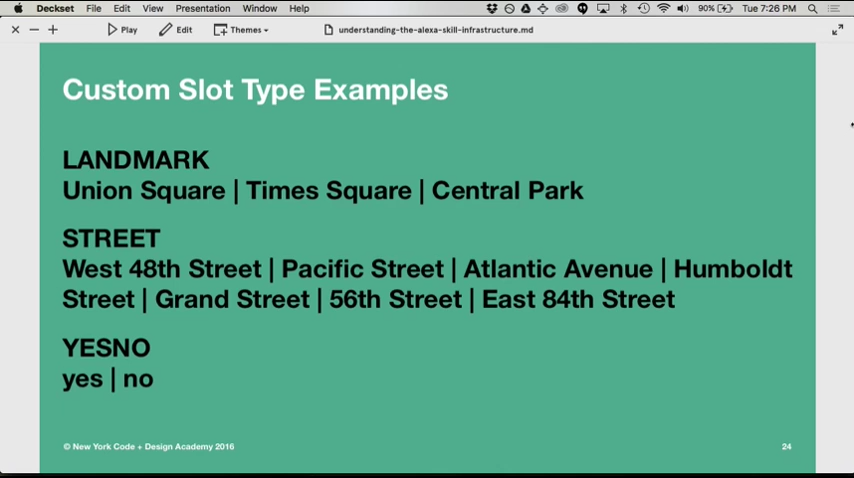 Deckset File Edit View Presentation Window Help 90% Tue 7:26 PM
Play Edit Themes understanding-the-alexa-skill-infrastructure.md
Custom Slot Type Examples
LANDMARK
Union Square | Times Square | Central Park
STREET
West 48th Street | Pacific Street | Atlantic Avenue | Humboldt
Street | Grand Street | 56th Street | East 84th Street
YESNO
yes | no
© New York Code + Design Academy 2016 24